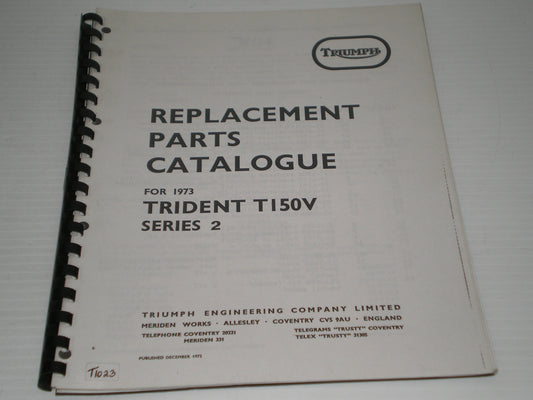 TRIUMPH
REPLACEMENT
PARTS
CATALOGUE
FOR 1973
TRIDENT T150V
SERIES 2
TRIUMPH ENGINEERING COMPANY LIMITED
MERIDEN WORKS · ALLESLEY · COVENTRY CV5 9AU · ENGLAND
TELEPHONE COVENTRY 20221 TELEGRAMS "TRUSTY" COVENTRY
MERIDEN 331 TELEX "TRUSTY" 31305
PUBLISHED DECEMBER 1972
T1023